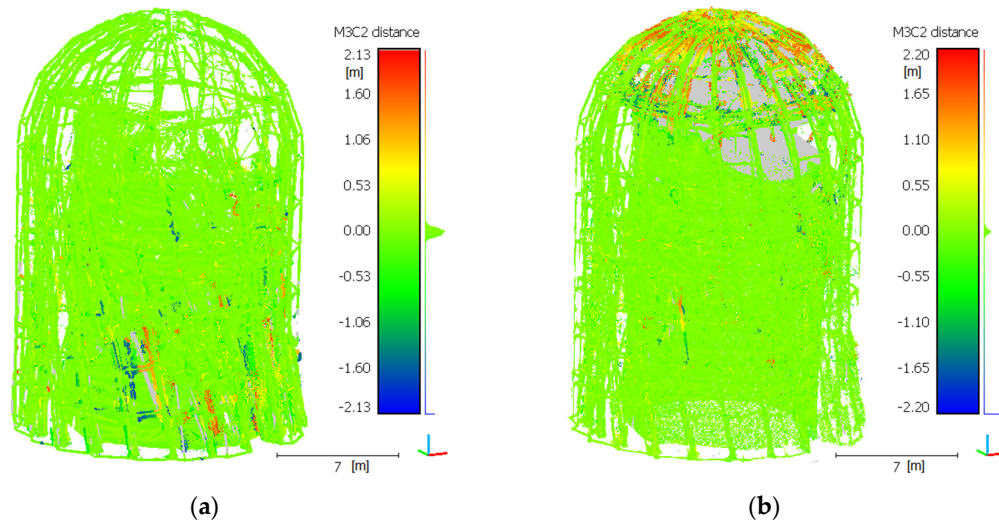 M3C2 distance
2.13
[m]
1.60
1.06
0.53
0.00
-0.53
-1.06
-1.60
-2.13
7 [m]
(a)
M3C2 distance
2.20
[m]
1.65
1.10
0.55
0.00
-0.55
-1.10
-1.65
-2.20
7 [m]
(b)